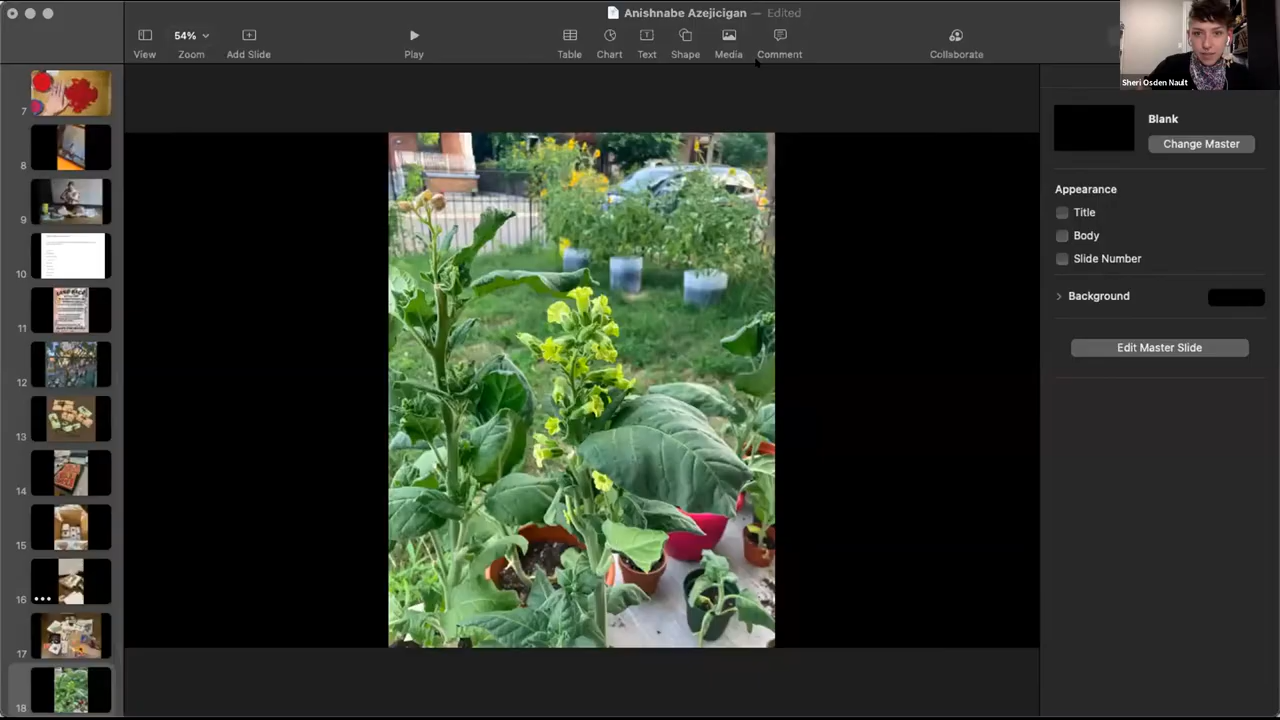 Anishnabe Azejicigan — Edited
54%
View
Zoom
Add Slide
Play
Table
Chart
Text
Shape
Media
Comment
Collaborate
Sheri Osden Nault
7
8
9
10
11
12
13
14
15
16
17
18
LAND BACK
Blank
Change Master
Appearance
Title
Body
Slide Number
Background
Edit Master Slide